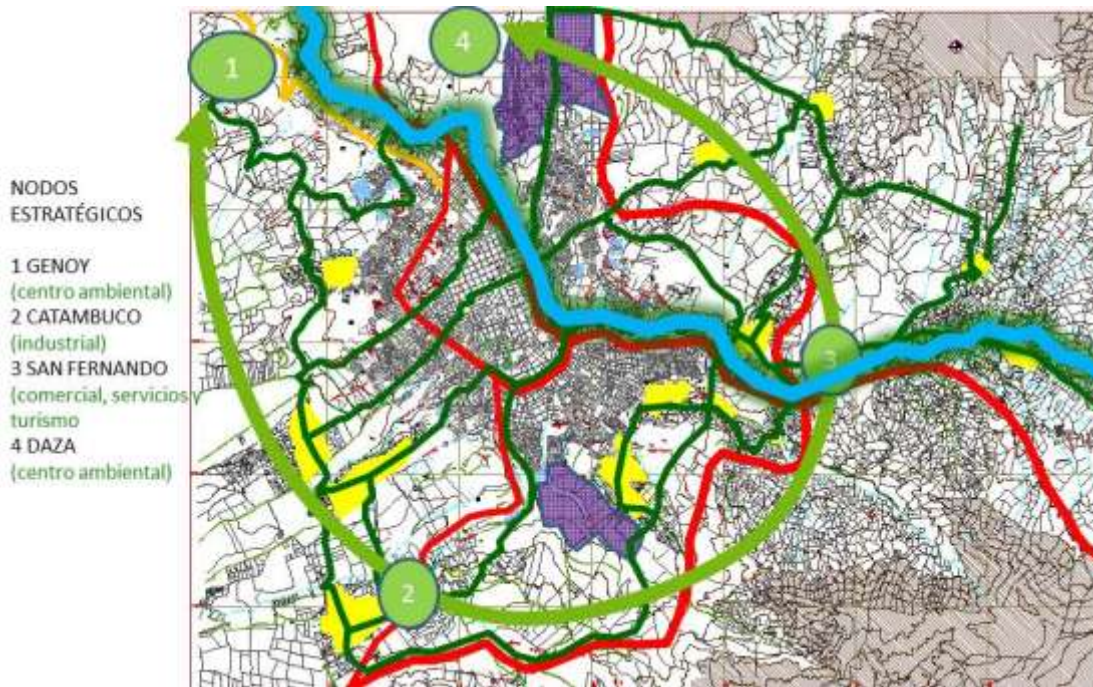 NODOS
ESTRATÉGICOS
1 GENOY
(centro ambiental)
2 CATAMBUCO
(industrial)
3 SAN FERNANDO
(comercial, servicios y
turismo
4 DAZA
(centro ambiental)
1
4
3
2